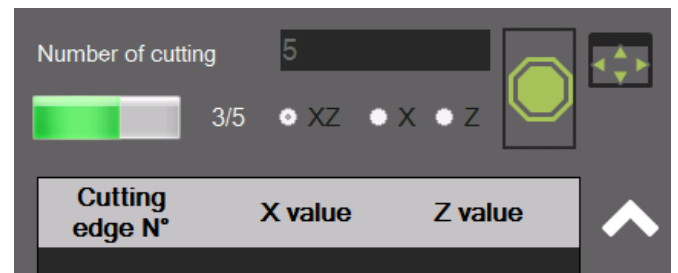 Number of cutting 5
3/5 XZ X Z
Cutting edge N° X value Z value